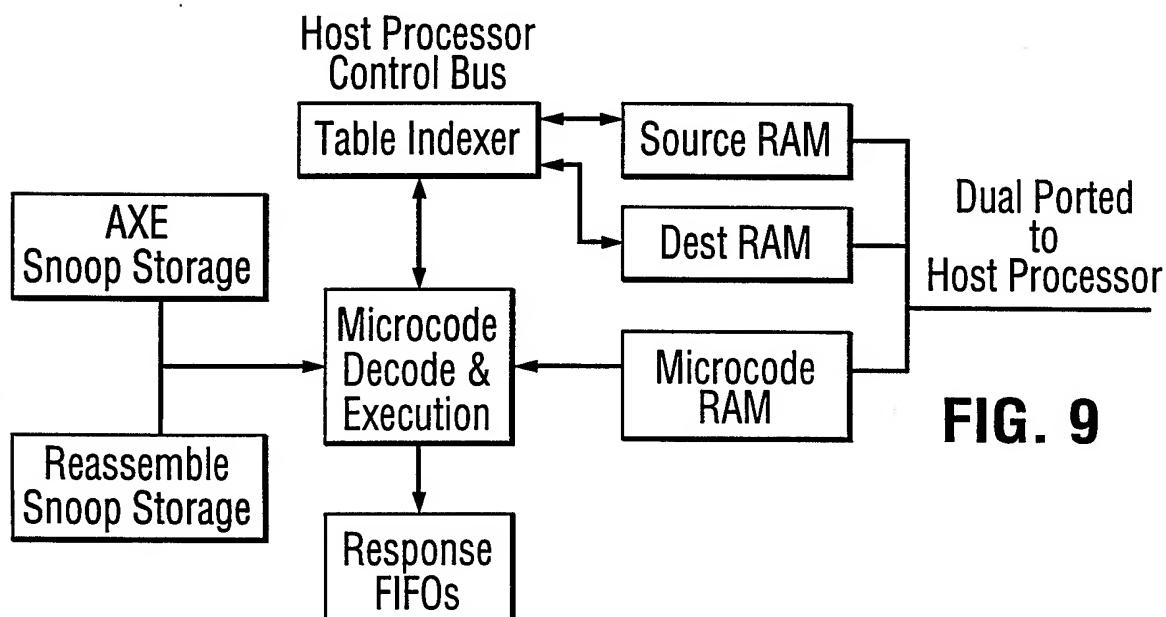 Host Processor
Control Bus
Table Indexer
Source RAM
AXE
Snoop Storage
Dest RAM
Dual Ported
to
Host Processor
Microcode
Decode &
Execution
Microcode
RAM
FIG. 9
Reassemble
Snoop Storage
Response
FIFOs